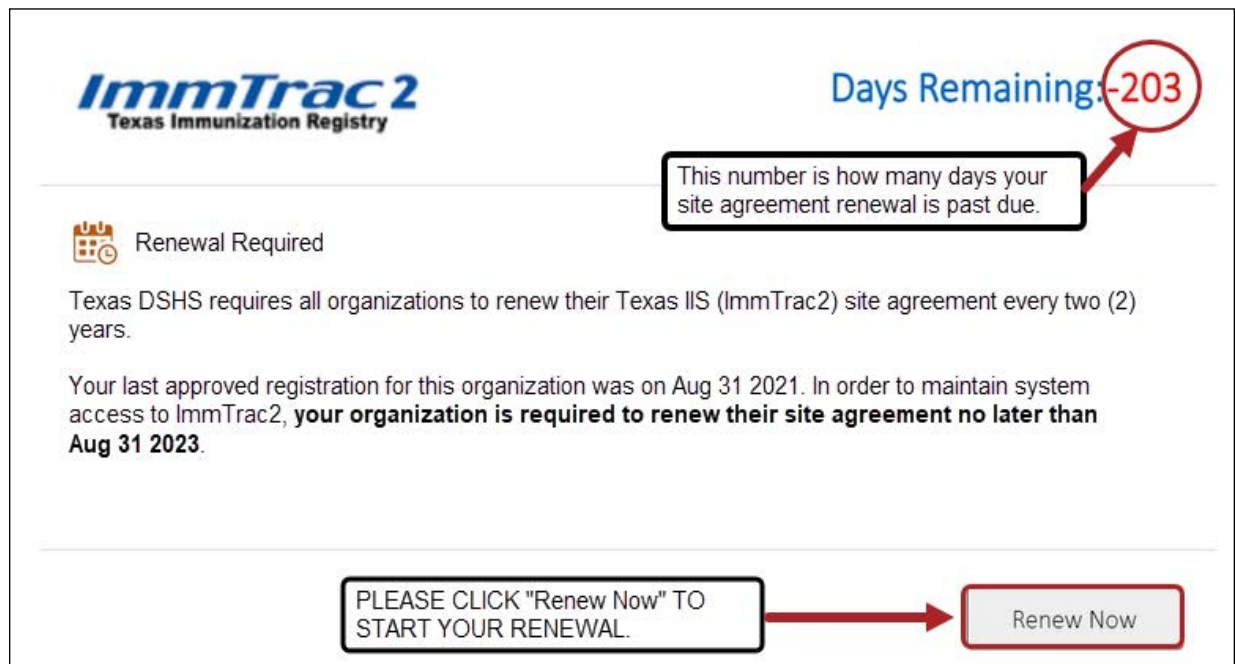 ImmTrac2
Texas Immunization Registry
Days Remaining:-203
This number is how many days your
site agreement renewal is past due.
Renewal Required
Texas DSHS requires all organizations to renew their Texas IIS (ImmTrac2) site agreement every two (2)
years.
Your last approved registration for this organization was on Aug 31 2021. In order to maintain system
access to ImmTrac2, your organization is required to renew their site agreement no later than
Aug 31 2023.
PLEASE CLICK "Renew Now" TO
START YOUR RENEWAL.
Renew Now